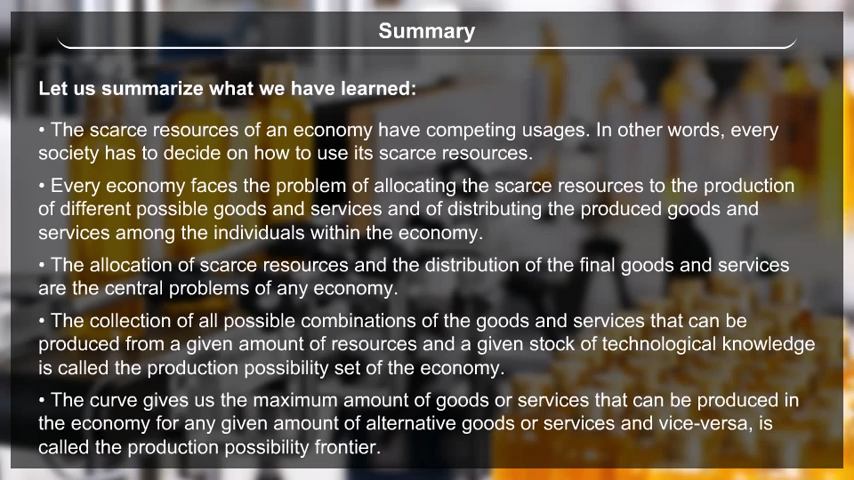 Summary
Let us summarize what we have learned:
• The scarce resources of an economy have competing usages. In other words, every
society has to decide on how to use its scarce resources.
• Every economy faces the problem of allocating the scarce resources to the production
of different possible goods and services and of distributing the produced goods and
services among the individuals within the economy.
• The allocation of scarce resources and the distribution of the final goods and services
are the central problems of any economy.
• The collection of all possible combinations of the goods and services that can be
produced from a given amount of resources and a given stock of technological knowledge
is called the production possibility set of the economy.
• The curve gives us the maximum amount of goods or services that can be produced in
the economy for any given amount of alternative goods or services and vice-versa, is
called the production possibility frontier.